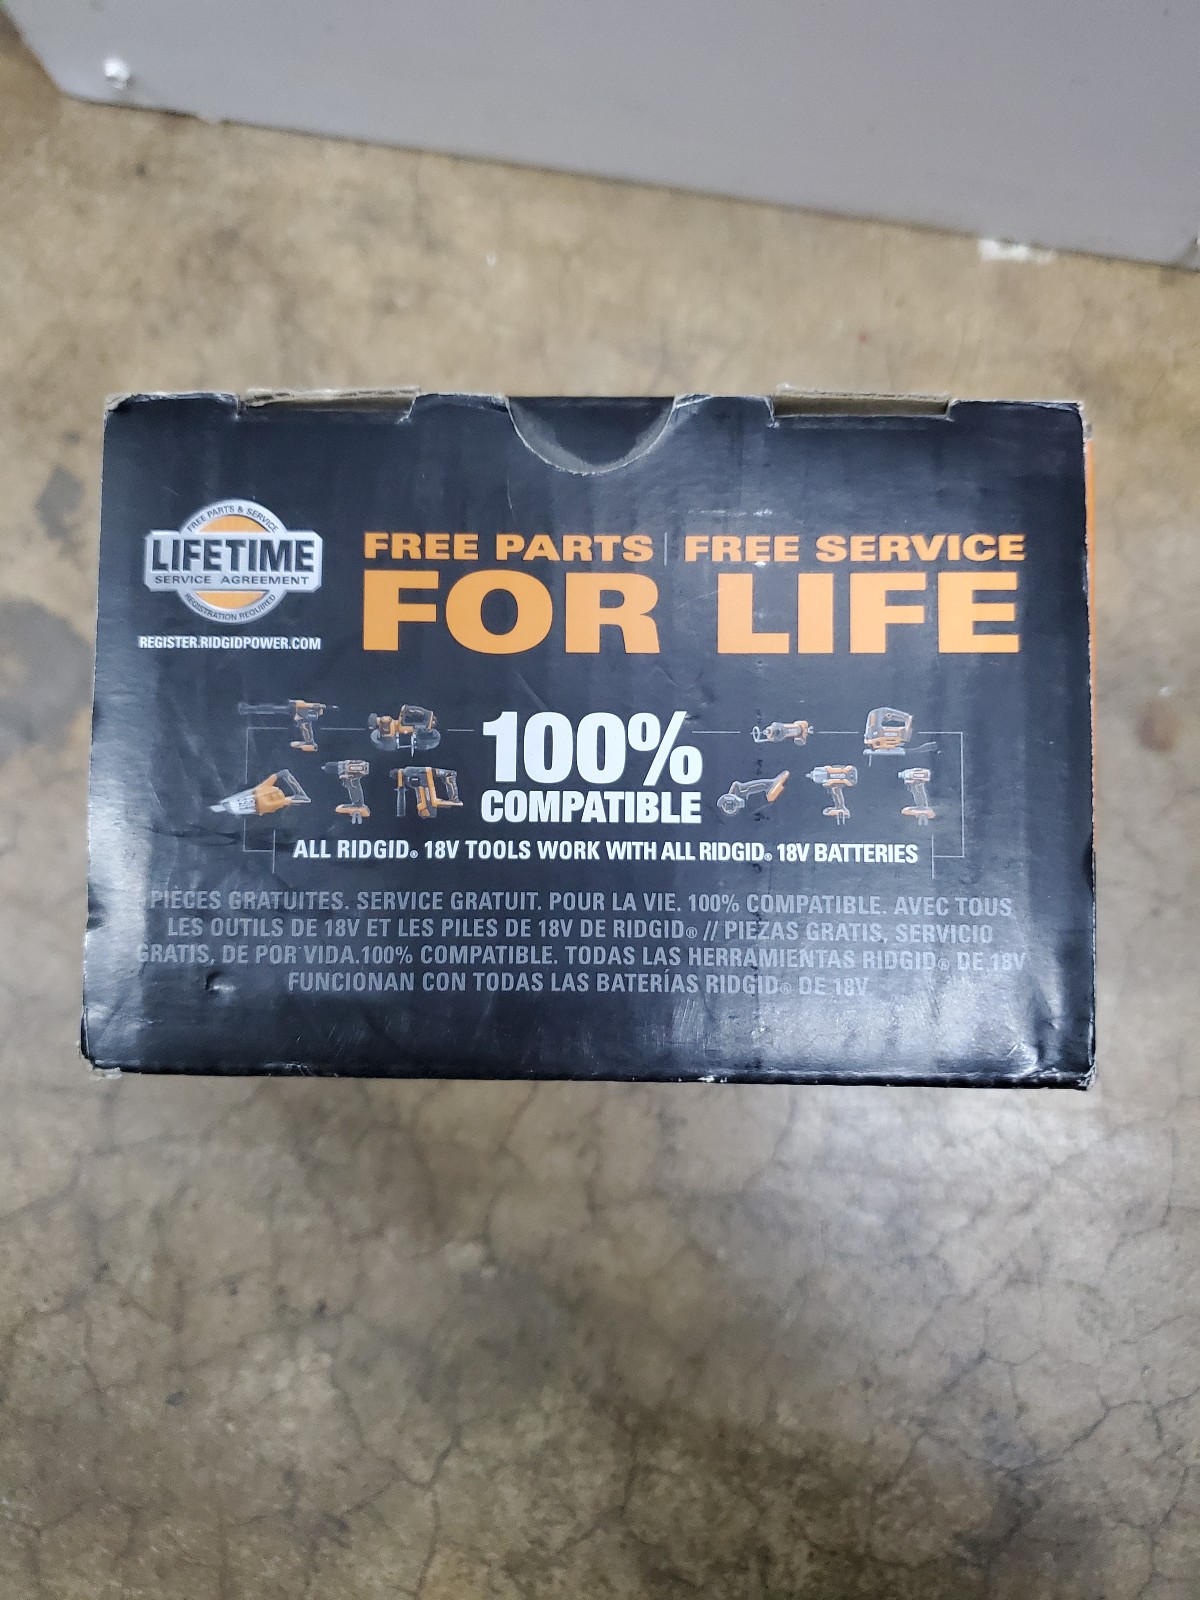 FREE PARTS & SERVICE
LIFETIME
SERVICE AGREEMENT
REGISTRATION REQUIRED
REGISTER.RIDGIDPOWER.COM
FREE PARTS | FREE SERVICE
FOR LIFE
100%
COMPATIBLE
ALL RIDGID® 18V TOOLS WORK WITH ALL RIDGID® 18V BATTERIES
PIÈCES GRATUITES. SERVICE GRATUIT. POUR LA VIE. 100% COMPATIBLE. AVEC TOUS
LES OUTILS DE 18V ET LES PILES DE 18V DE RIDGID® // PIEZAS GRATIS, SERVICIO
GRATIS, DE POR VIDA.100% COMPATIBLE. TODAS LAS HERRAMIENTAS RIDGID® DE 18V
FUNCIONAN CON TODAS LAS BATERÍAS RIDGID® DE 18V